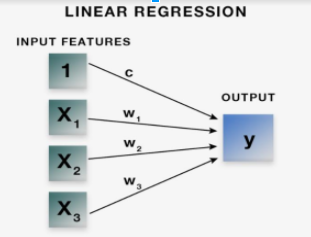 LINEAR REGRESSION
INPUT FEATURES
1
c
OUTPUT
X₁
w₁
y
X₂
w₂
X₃
w₃